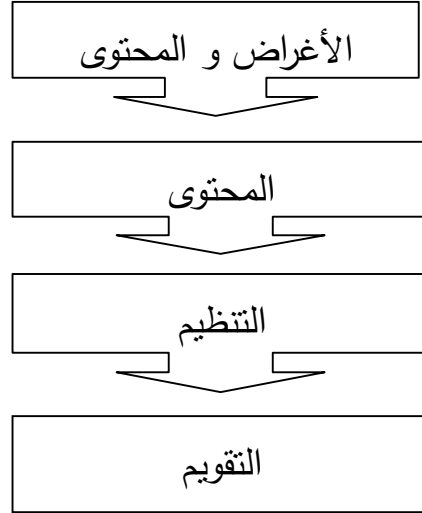 الأغراض و المحتوى
المحتوى
التنظيم
التقويم